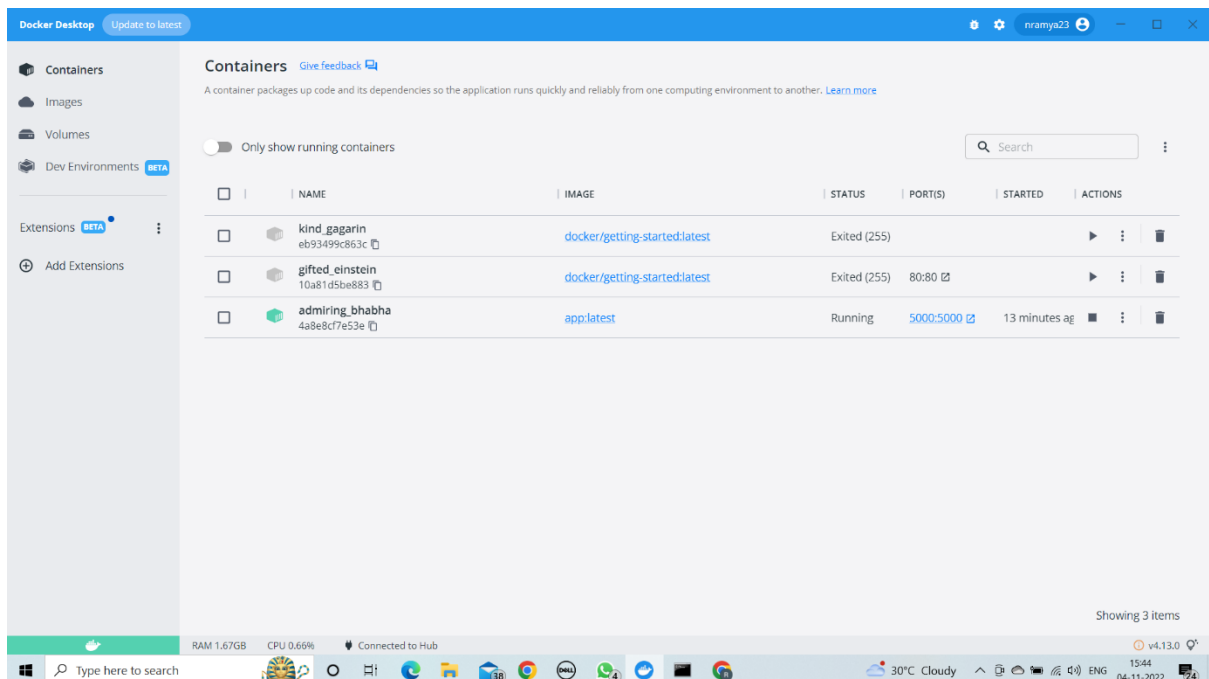 Docker Desktop Update to latest nramya23
Containers
Images
Volumes
Dev Environments BETA
Extensions BETA
Add Extensions
Containers Give feedback
A container packages up code and its dependencies so the application runs quickly and reliably from one computing environment to another. Learn more
Only show running containers Search
NAME IMAGE STATUS PORT(S) STARTED ACTIONS
kind_gagarin docker/getting-started:latest Exited (255)
eb93499c863c
gifted_einstein docker/getting-started:latest Exited (255) 80:80
10a81d5be883
admiring_bhabha app:latest Running 5000:5000 13 minutes ag
4a8e8cf7e53e
Showing 3 items
RAM 1.67GB CPU 0.66% Connected to Hub v4.13.0
Type here to search 38 DELL 4 30°C Cloudy ENG 15:44
04-11-2022 24